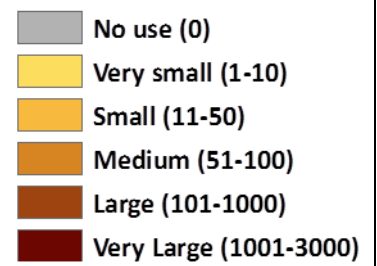 No use (0)
Very small (1-10)
Small (11-50)
Medium (51-100)
Large (101-1000)
Very Large (1001-3000)